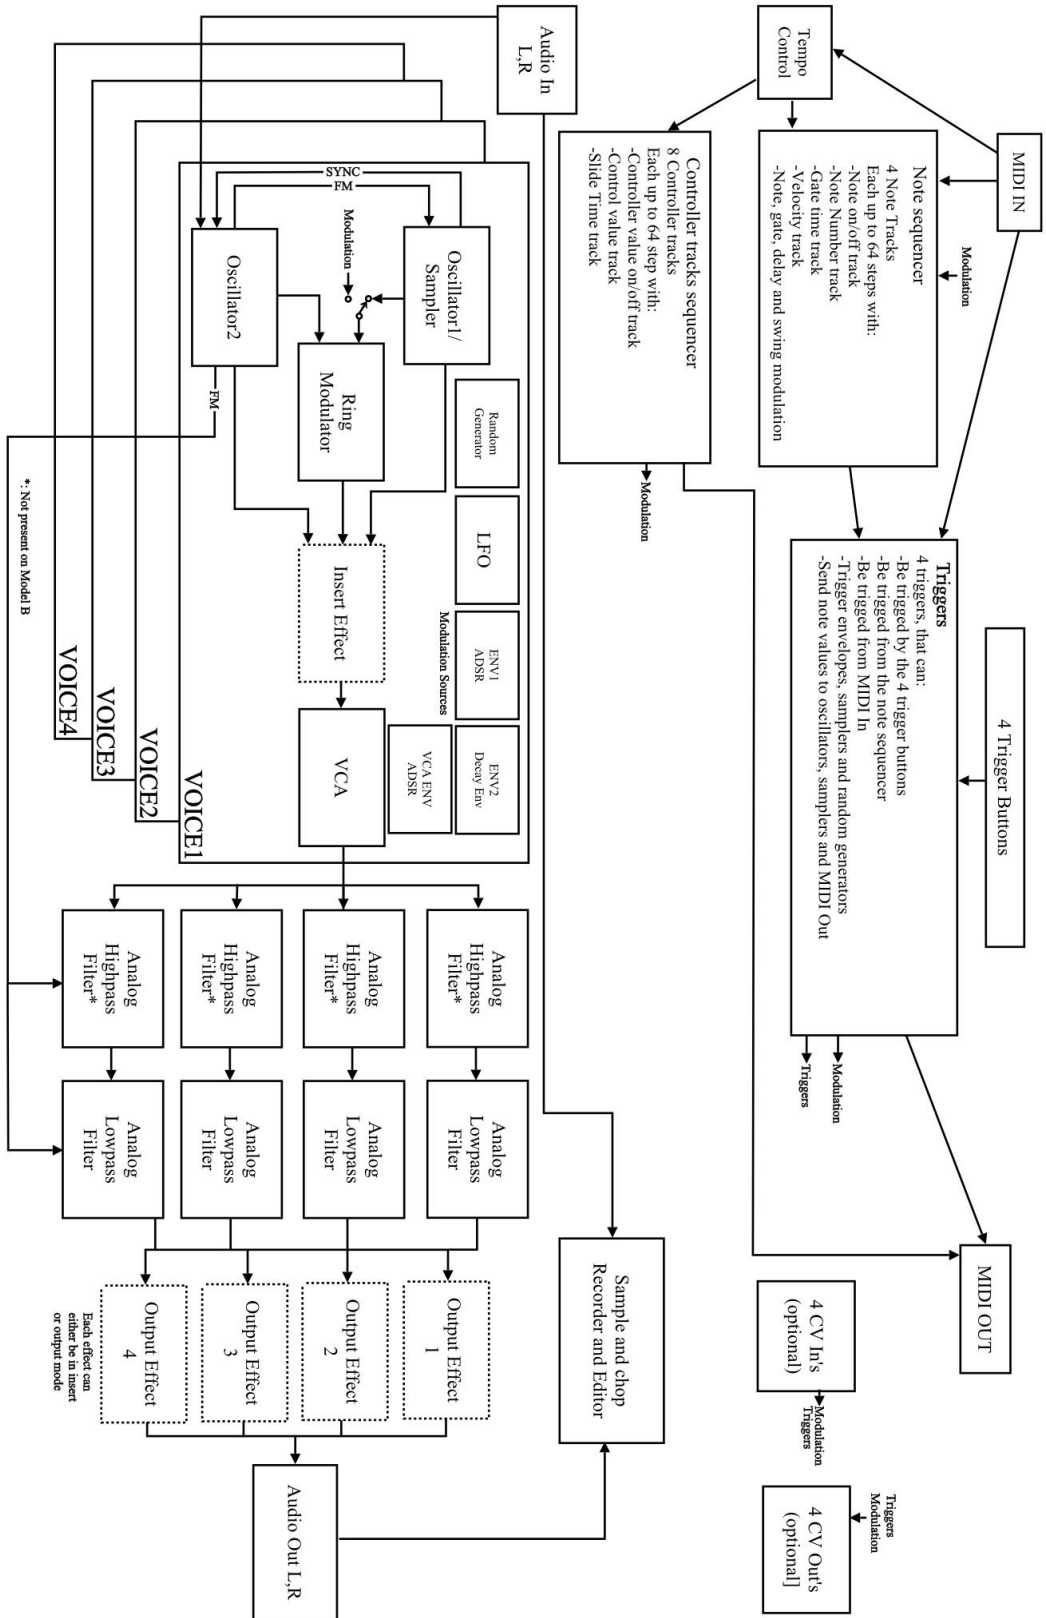 MIDI IN
Tempo
Control
Note sequencer
4 Note Tracks
Each up to 64 steps with:
-Note on/off track
-Note Number track
-Gate time track
-Velocity track
-Note, gate, delay and swing modulation
Modulation
4 Trigger Buttons
Triggers
4 triggers, that can:
-Be trigged by the 4 trigger buttons
-Be trigged from the note sequencer
-Be trigged from MIDI In
-Trigger envelopes, samplers and random generators
-Send note values to oscillators, samplers and MIDI Out
Modulation
Triggers
MIDI OUT
4 CV In's
(optional)
Modulation
Triggers
Triggers
Modulation
4 CV Out's
(optional]
Controller tracks sequencer
8 Controller tracks
Each up to 64 step with:
-Controller value on/off track
-Control value track
-Slide Time track
Modulation
Audio In
L,R
Sample and chop
Recorder and Editor
SYNC
FM
Modulation
Oscillator1/
Sampler
Oscillator2
FM
Ring
Modulator
Random
Generator
LFO
ENV1
ADSR
ENV2
Decay Env
Modulation Sources
VCA ENV
ADSR
Insert Effect
VCA
VOICE1
VOICE2
VOICE3
VOICE4
Analog
Highpass
Filter*
Analog
Lowpass
Filter
Analog
Highpass
Filter*
Analog
Lowpass
Filter
Analog
Highpass
Filter*
Analog
Lowpass
Filter
Analog
Highpass
Filter*
Analog
Lowpass
Filter
Output Effect
1
Output Effect
2
Output Effect
3
Output Effect
4
Each effect can
either be in insert
or output mode
Audio Out L,R
*: Not present on Model B